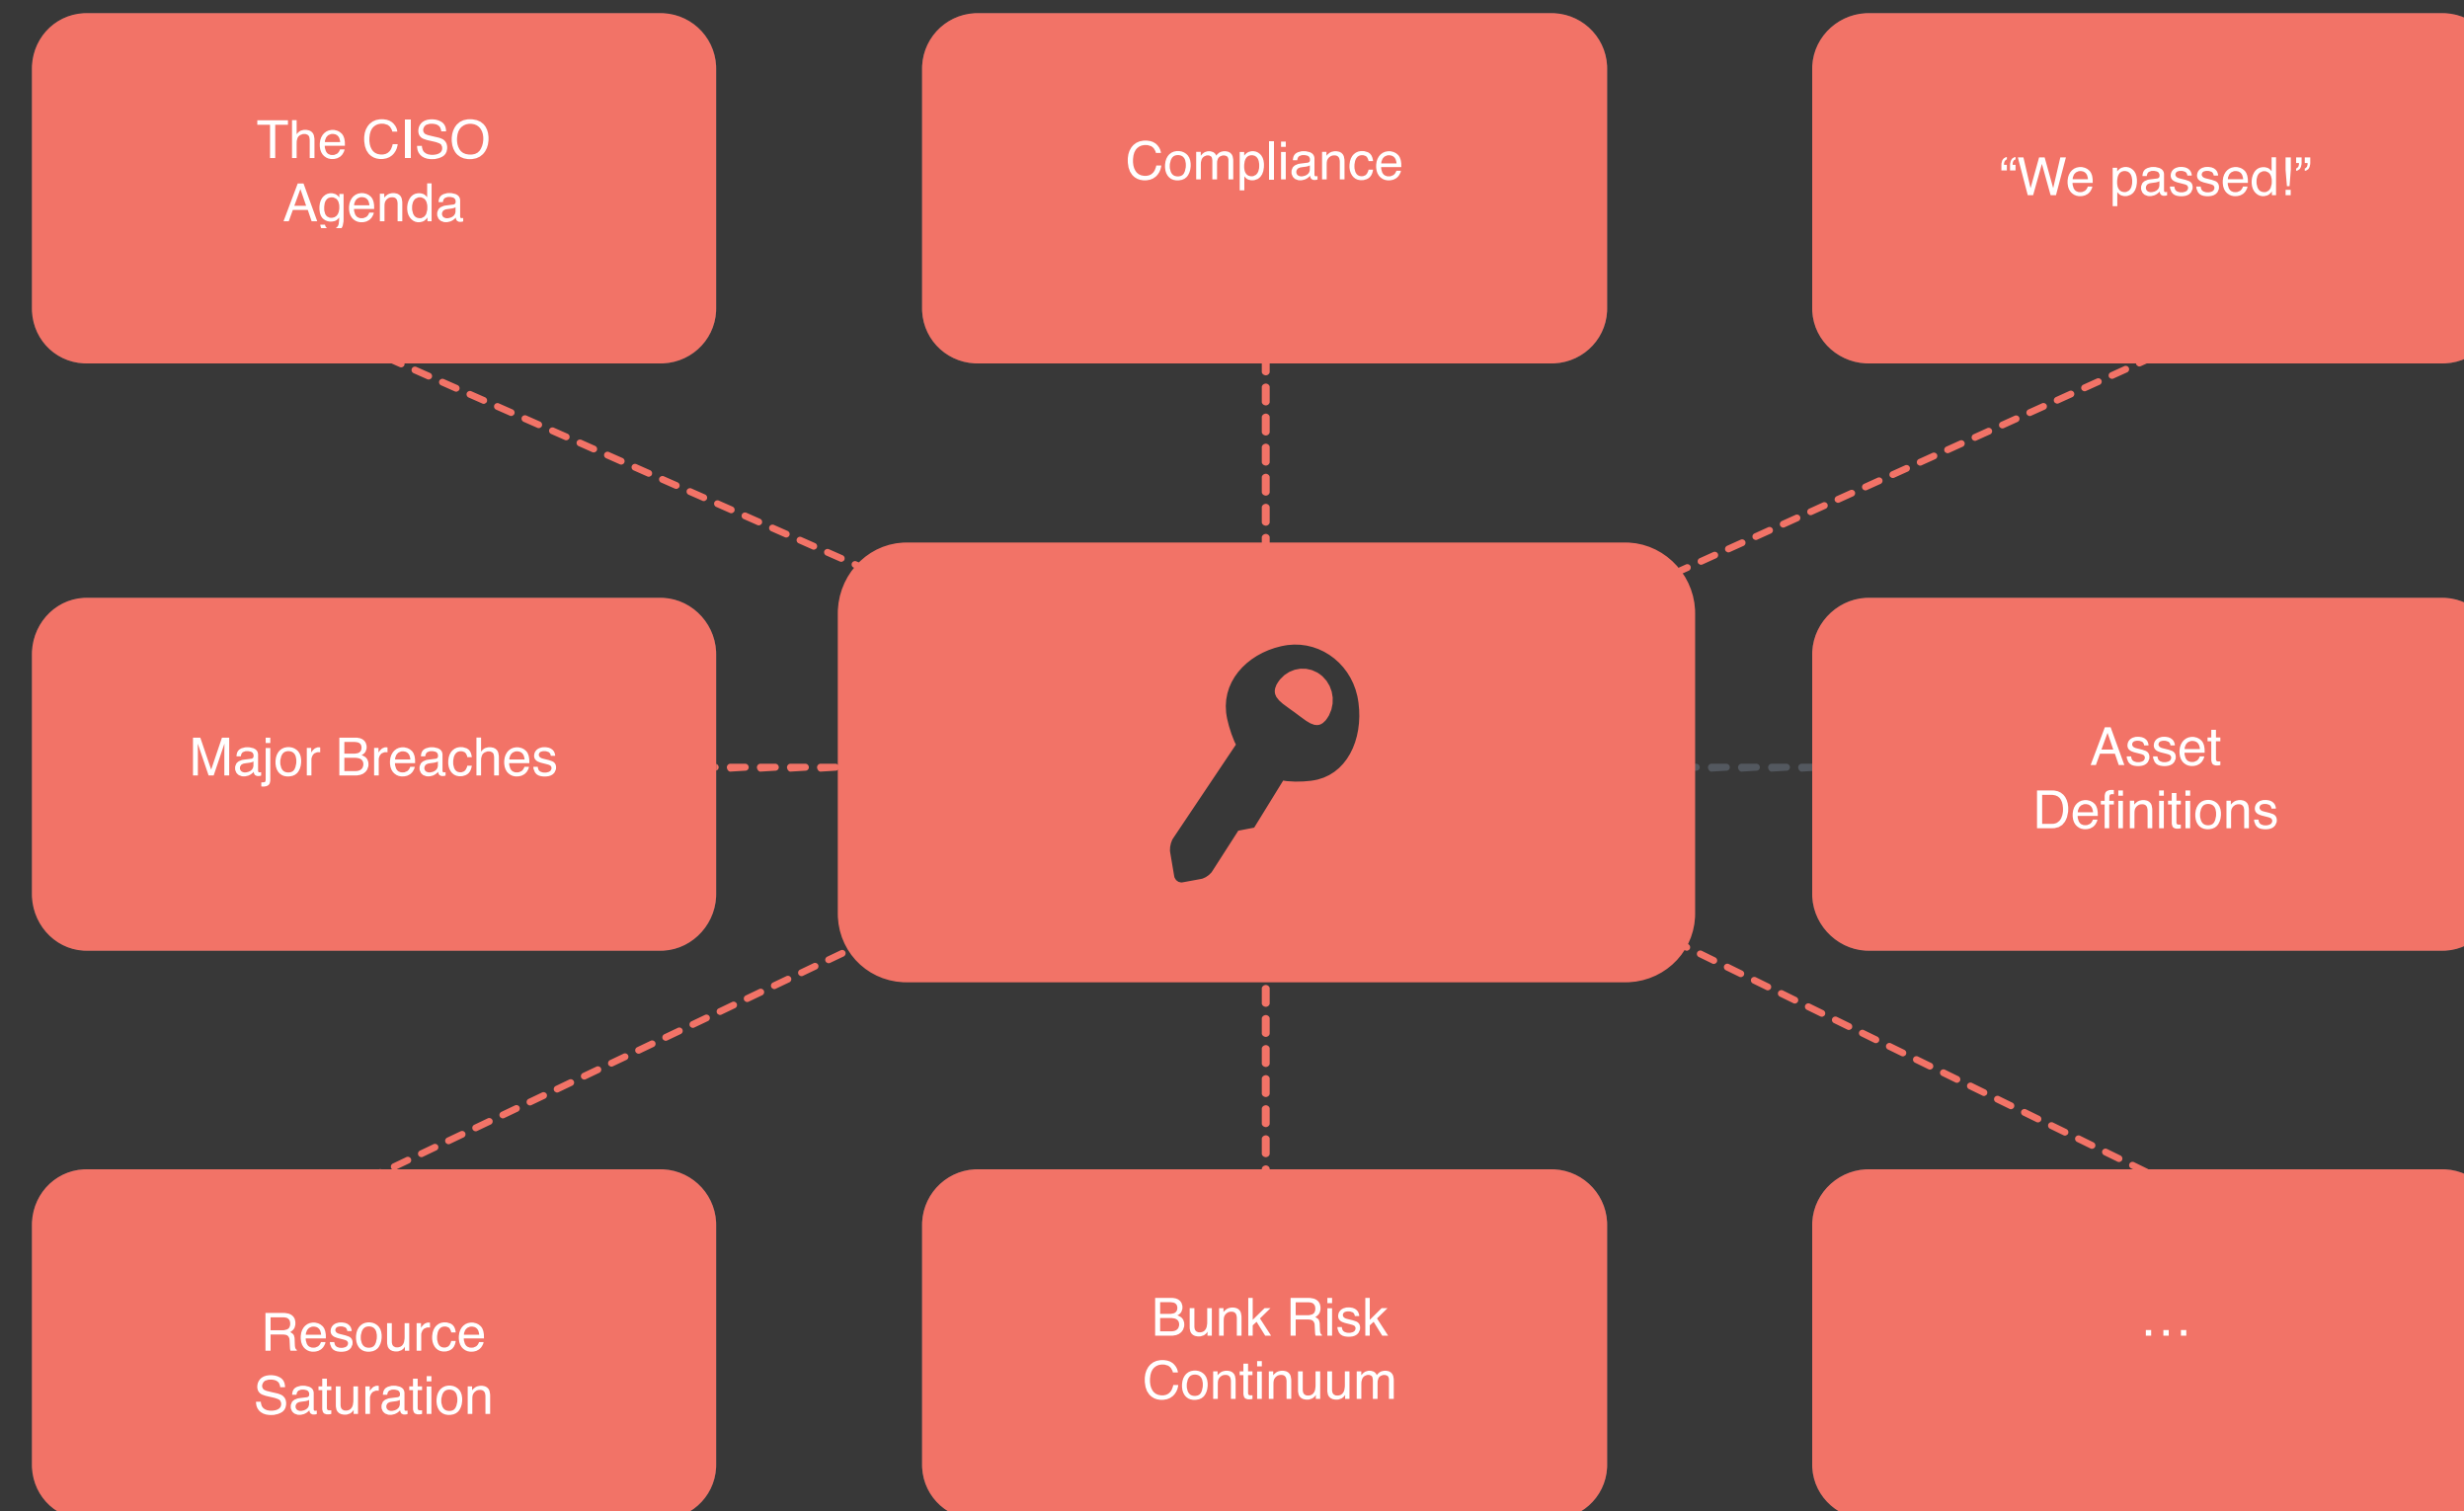 The CISO
Agenda
Compliance
“We passed!”
Major Breaches
Asset
Definitions
Resource
Saturation
Bunk Risk
Continuum
...